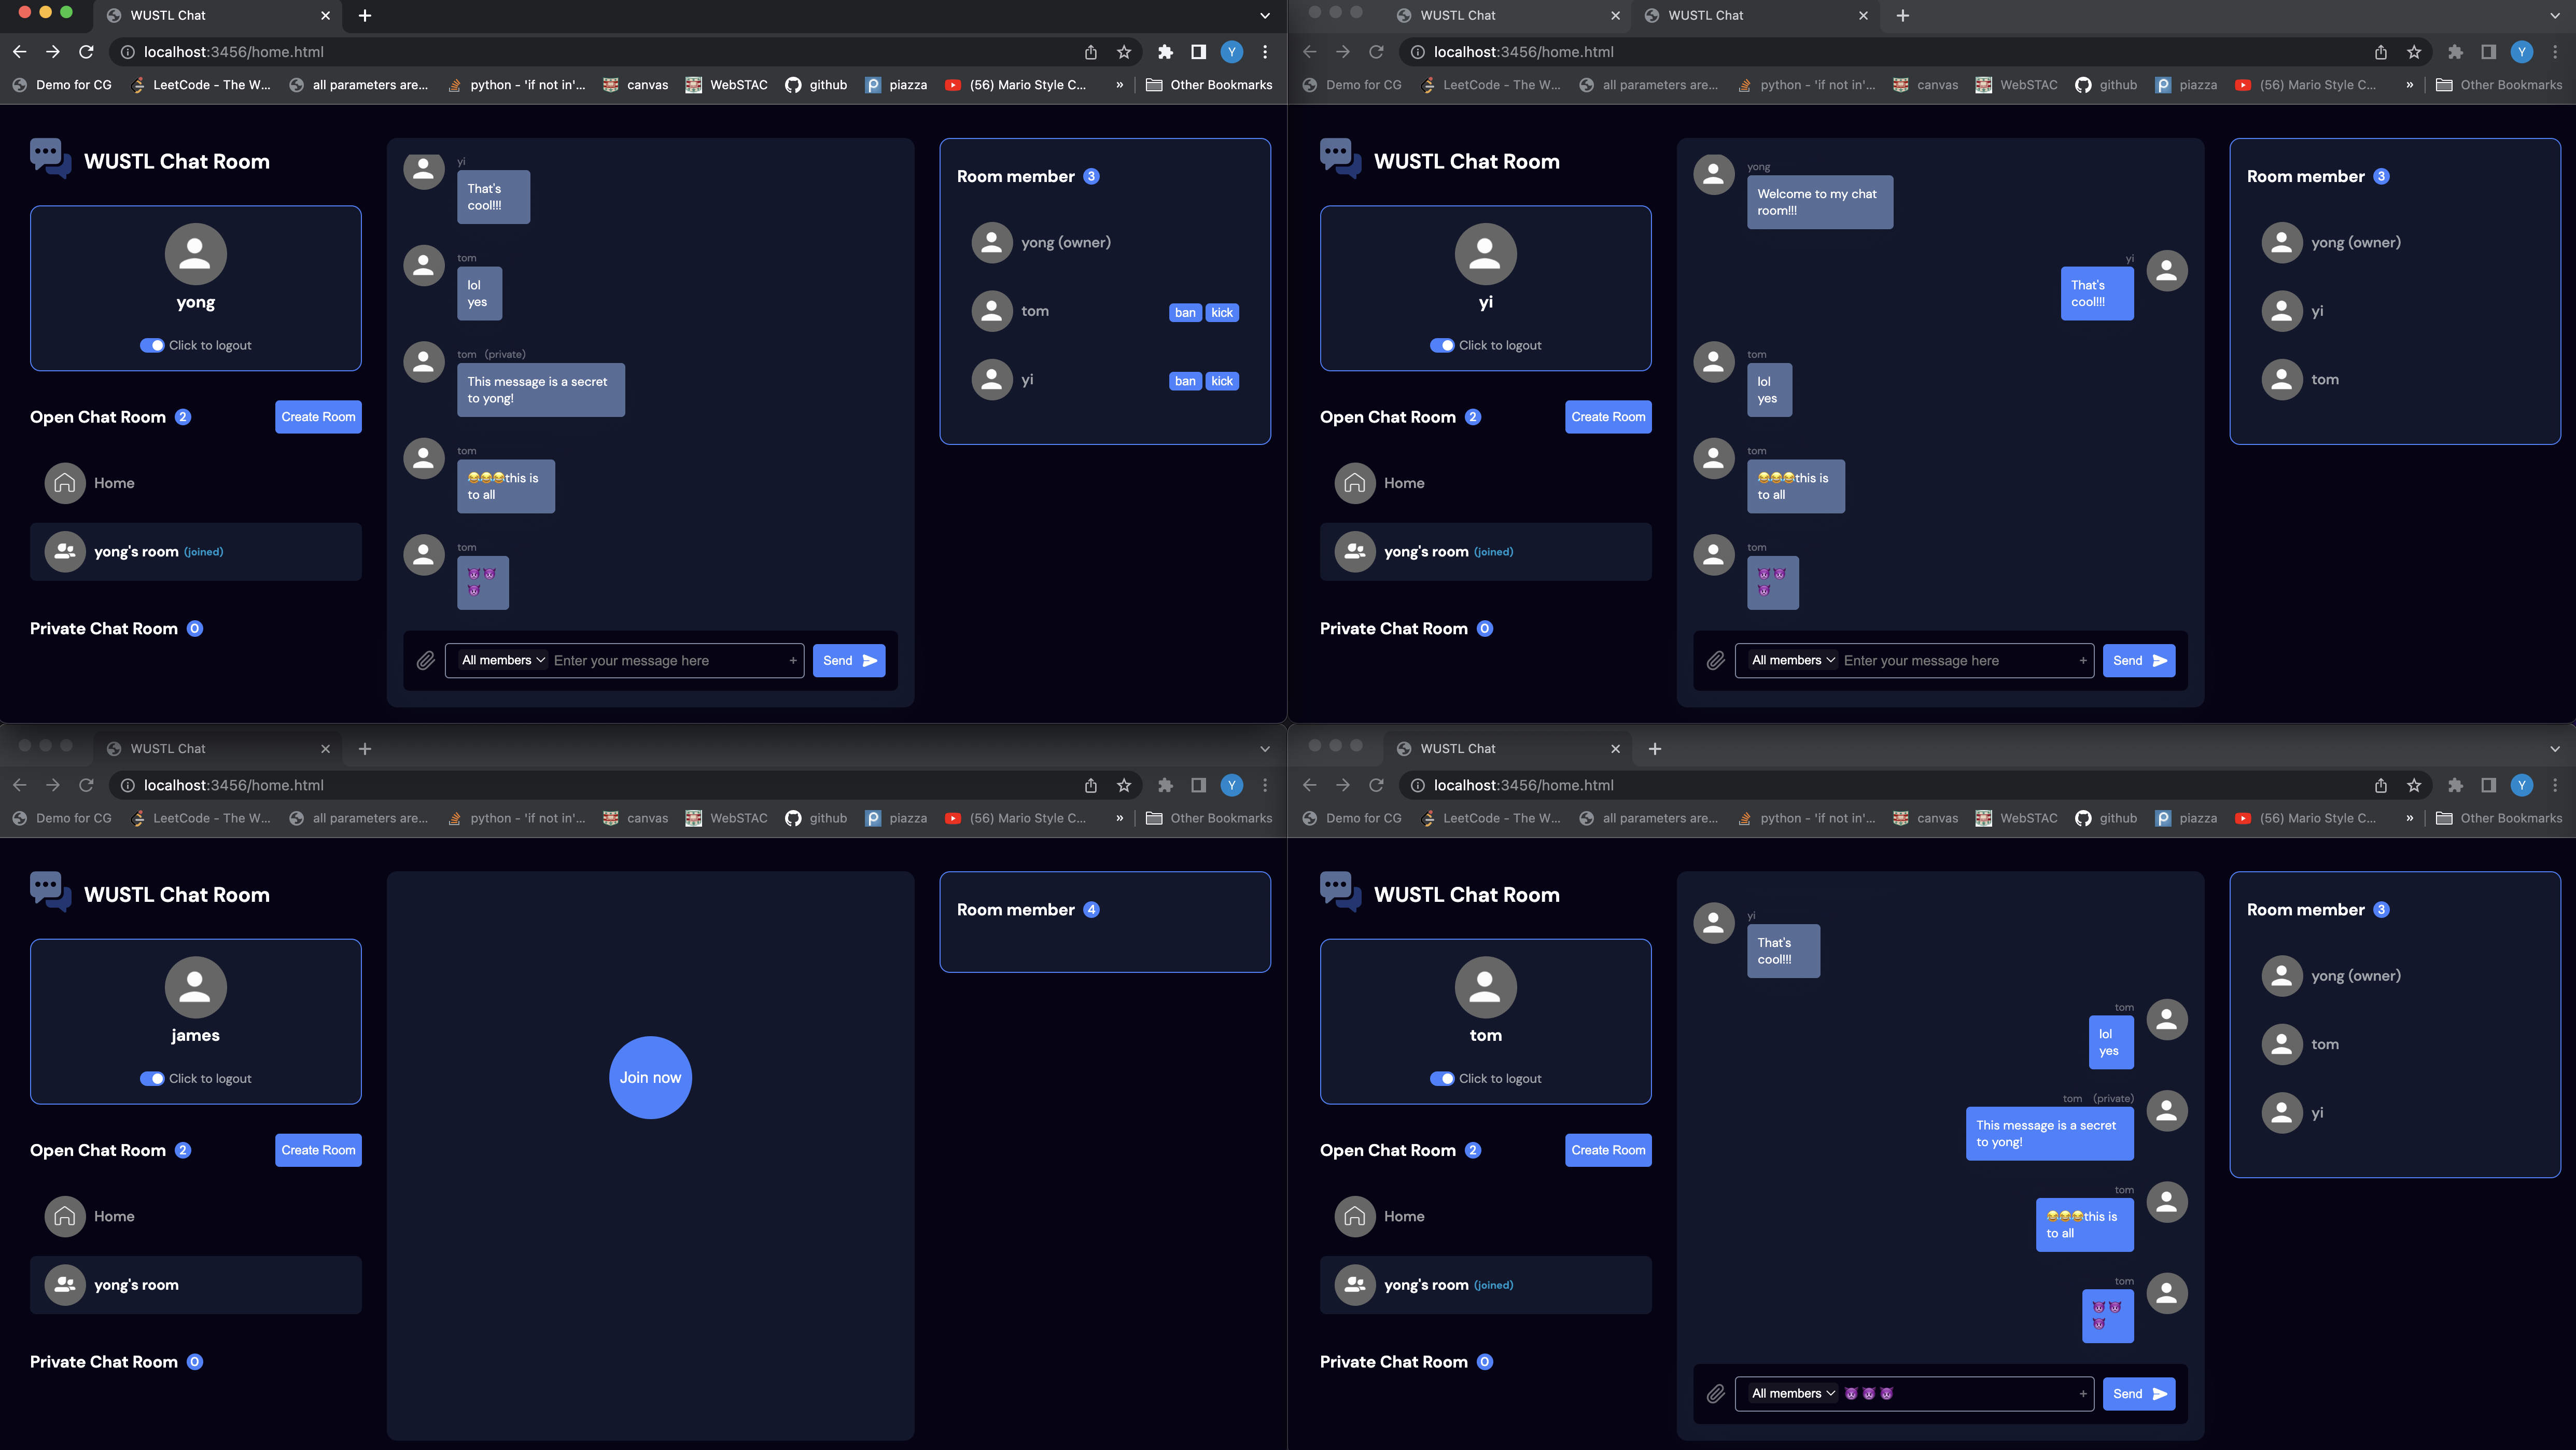 WUSTL Chat
localhost:3456/home.html
Y
Demo for CG
LeetCode - The W...
all parameters are...
python - 'if not in'...
canvas
WebSTAC
github
piazza
(56) Mario Style C...
»
Other Bookmarks
WUSTL Chat Room
yong
Click to logout
Open Chat Room 2
Create Room
Home
yong's room (joined)
Private Chat Room 0
yi
That's
cool!!!
tom
lol
yes
tom (private)
This message is a secret
to yong!
tom
😂😂😂this is
to all
tom
😈😈
😈
All members
Enter your message here
+
Send
Room member 3
yong (owner)
tom
ban
kick
yi
ban
kick
WUSTL Chat
WUSTL Chat
localhost:3456/home.html
Y
Demo for CG
LeetCode - The W...
all parameters are...
python - 'if not in'...
canvas
WebSTAC
github
piazza
(56) Mario Style C...
»
Other Bookmarks
WUSTL Chat Room
yi
Click to logout
Open Chat Room 2
Create Room
Home
yong's room (joined)
Private Chat Room 0
yong
Welcome to my chat
room!!!
yi
That's
cool!!!
tom
lol
yes
tom
😂😂😂this is
to all
tom
😈😈
😈
All members
Enter your message here
+
Send
Room member 3
yong (owner)
yi
tom
WUSTL Chat
localhost:3456/home.html
Y
Demo for CG
LeetCode - The W...
all parameters are...
python - 'if not in'...
canvas
WebSTAC
github
piazza
(56) Mario Style C...
»
Other Bookmarks
WUSTL Chat Room
james
Click to logout
Open Chat Room 2
Create Room
Home
yong's room
Private Chat Room 0
Join now
Room member 4
WUSTL Chat
localhost:3456/home.html
Y
Demo for CG
LeetCode - The W...
all parameters are...
python - 'if not in'...
canvas
WebSTAC
github
piazza
(56) Mario Style C...
»
Other Bookmarks
WUSTL Chat Room
tom
Click to logout
Open Chat Room 2
Create Room
Home
yong's room (joined)
Private Chat Room 0
yi
That's
cool!!!
tom
lol
yes
tom (private)
This message is a secret
to yong!
tom
😂😂😂this is
to all
tom
😈😈
😈
All members
😈😈😈
+
Send
Room member 3
yong (owner)
tom
yi